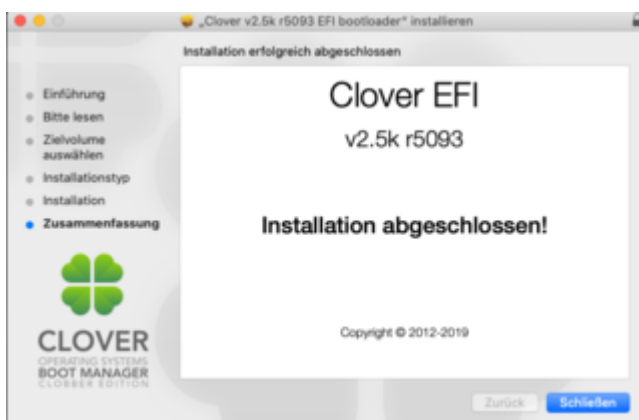 „Clover v2.5k r5093 EFI bootloader“ installieren
Installation erfolgreich abgeschlossen
Einführung
Bitte lesen
Zielvolume
auswählen
Installationstyp
Installation
Zusammenfassung
Clover EFI
v2.5k r5093
Installation abgeschlossen!
Copyright © 2012-2019
CLOVER
OPERATING SYSTEMS
BOOT MANAGER
CLOBBER EDITION
Zurück
Schließen